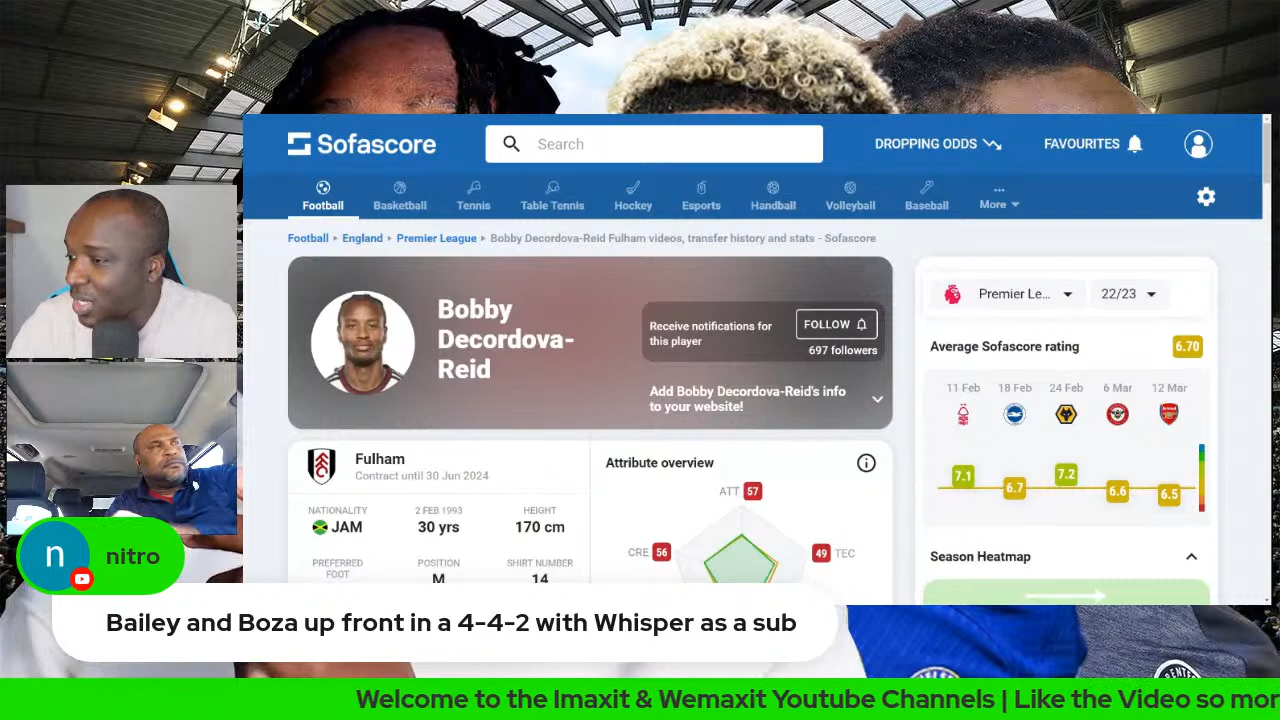 Sofascore
Search
DROPPING ODDS
FAVOURITES
Football
Basketball
Tennis
Table Tennis
Hockey
Esports
Handball
Volleyball
Baseball
More
Football England Premier League Bobby Decordova-Reid Fulham videos, transfer history and stats - Sofascore
Bobby
Decordova-
Reid
Receive notifications for
this player
FOLLOW
697 followers
Add Bobby Decordova-Reid's info
to your website!
Premier Le...
22/23
Average Sofascore rating
6.70
11 Feb
18 Feb
24 Feb
6 Mar
12 Mar
7.1
6.7
7.2
6.6
6.5
Season Heatmap
Fulham
Contract until 30 Jun 2024
NATIONALITY
JAM
2 FEB 1993
30 yrs
HEIGHT
170 cm
PREFERRED
FOOT
POSITION
M
SHIRT NUMBER
14
Attribute overview
ATT 57
CRE 56
49 TEC
n
nitro
Bailey and Boza up front in a 4-4-2 with Whisper as a sub
Welcome to the Imaxit & Wemaxit Youtube Channels | Like the Video so mor